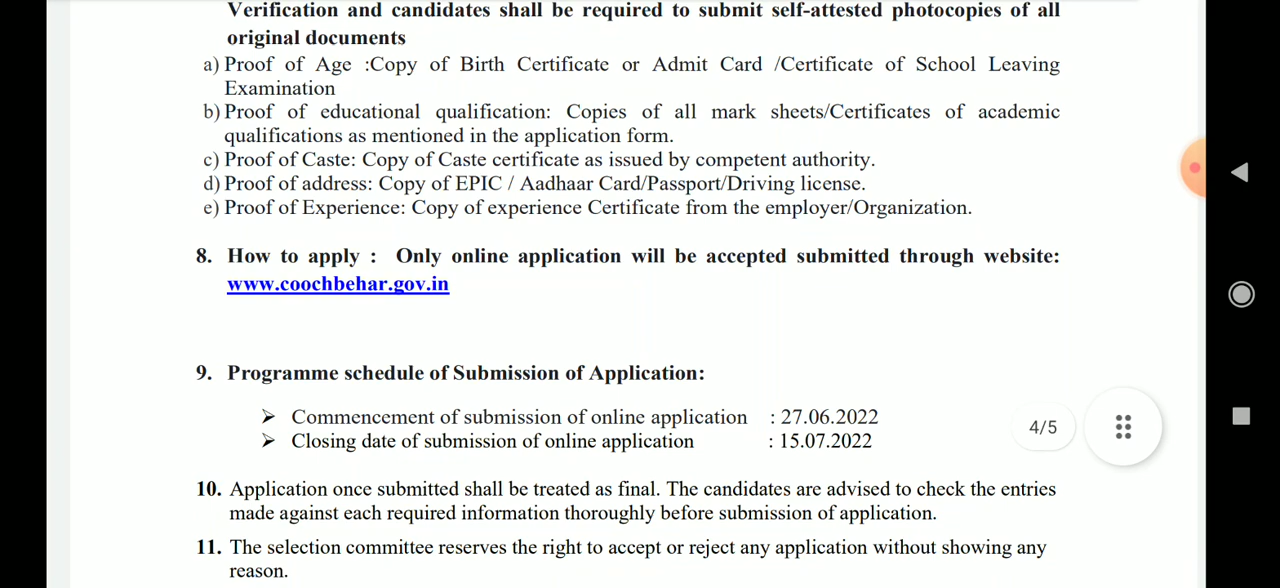 Verification and candidates shall be required to submit self-attested photocopies of all
original documents
a) Proof of Age :Copy of Birth Certificate or Admit Card /Certificate of School Leaving
Examination
b) Proof of educational qualification: Copies of all mark sheets/Certificates of academic
qualifications as mentioned in the application form.
c) Proof of Caste: Copy of Caste certificate as issued by competent authority.
d) Proof of address: Copy of EPIC / Aadhaar Card/Passport/Driving license.
e) Proof of Experience: Copy of experience Certificate from the employer/Organization.
8. How to apply : Only online application will be accepted submitted through website:
www.coochbehar.gov.in
9. Programme schedule of Submission of Application:
➢ Commencement of submission of online application : 27.06.2022
➢ Closing date of submission of online application : 15.07.2022
4/5
10. Application once submitted shall be treated as final. The candidates are advised to check the entries
made against each required information thoroughly before submission of application.
11. The selection committee reserves the right to accept or reject any application without showing any
reason.